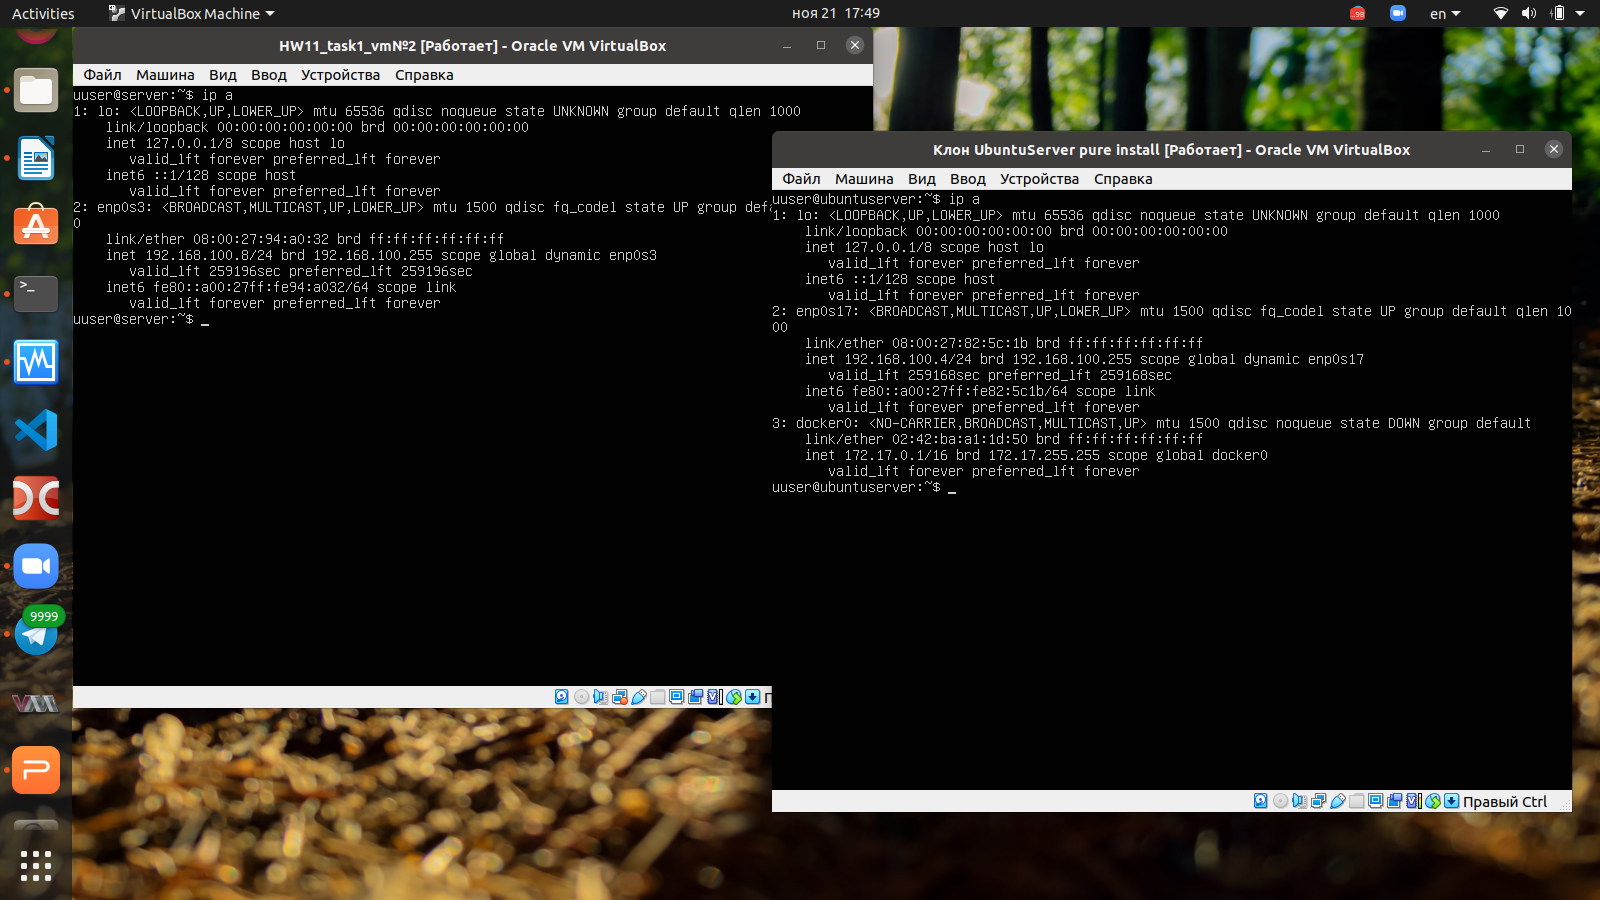 Activities
VirtualBox Machine
ноя 21 17:49
en
HW11_task1_vm№2 [Работает] - Oracle VM VirtualBox
Файл Машина Вид Ввод Устройства Справка
uuser@server:~$ ip a
1: lo: <LOOPBACK,UP,LOWER_UP> mtu 65536 qdisc noqueue state UNKNOWN group default qlen 1000
link/loopback 00:00:00:00:00:00 brd 00:00:00:00:00:00
inet 127.0.0.1/8 scope host lo
valid_lft forever preferred_lft forever
inet6 ::1/128 scope host
valid_lft forever preferred_lft forever
2: enp0s3: <BROADCAST,MULTICAST,UP,LOWER_UP> mtu 1500 qdisc fq_codel state UP group def
0
link/ether 08:00:27:94:a0:32 brd ff:ff:ff:ff:ff:ff
inet 192.168.100.8/24 brd 192.168.100.255 scope global dynamic enp0s3
valid_lft 259196sec preferred_lft 259196sec
inet6 fe80::a00:27ff:fe94:a032/64 scope link
valid_lft forever preferred_lft forever
uuser@server:~$ _
Клон UbuntuServer pure install [Работает] - Oracle VM VirtualBox
Файл Машина Вид Ввод Устройства Справка
uuser@ubuntuserver:~$ ip a
1: lo: <LOOPBACK,UP,LOWER_UP> mtu 65536 qdisc noqueue state UNKNOWN group default qlen 1000
link/loopback 00:00:00:00:00:00 brd 00:00:00:00:00:00
inet 127.0.0.1/8 scope host lo
valid_lft forever preferred_lft forever
inet6 ::1/128 scope host
valid_lft forever preferred_lft forever
2: enp0s17: <BROADCAST,MULTICAST,UP,LOWER_UP> mtu 1500 qdisc fq_codel state UP group default qlen 10
00
link/ether 08:00:27:82:5c:1b brd ff:ff:ff:ff:ff:ff
inet 192.168.100.4/24 brd 192.168.100.255 scope global dynamic enp0s17
valid_lft 259168sec preferred_lft 259168sec
inet6 fe80::a00:27ff:fe82:5c1b/64 scope link
valid_lft forever preferred_lft forever
3: docker0: <NO-CARRIER,BROADCAST,MULTICAST,UP> mtu 1500 qdisc noqueue state DOWN group default
link/ether 02:42:ba:a1:1d:50 brd ff:ff:ff:ff:ff:ff
inet 172.17.0.1/16 brd 172.17.255.255 scope global docker0
valid_lft forever preferred_lft forever
uuser@ubuntuserver:~$ _
Правый Ctrl
9999